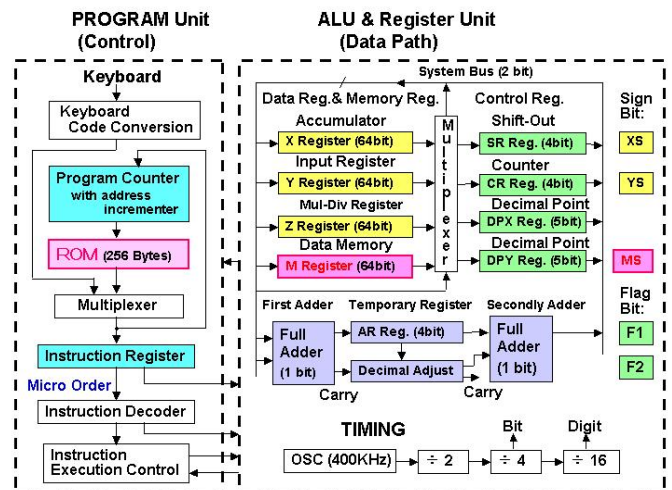 PROGRAM Unit
(Control)
ALU & Register Unit
(Data Path)
Keyboard
Keyboard
Code Conversion
Program Counter
with address
incrementer
ROM (256 Bytes)
Multiplexer
Instruction Register
Micro Order
Instruction Decoder
Instruction
Execution Control
System Bus (2 bit)
Data Reg.& Memory Reg.
Accumulator
X Register (64bit)
Input Register
Y Register (64bit)
Mul-Div Register
Z Register (64bit)
Data Memory
M Register (64bit)
Multipexer
Control Reg.
Shift-Out
SR Reg. (4bit)
Counter
CR Reg. (4bit)
Decimal Point
DPX Reg. (5bit)
Decimal Point
DPY Reg. (5bit)
Sign
Bit:
XS
YS
MS
Flag
Bit:
F1
F2
First Adder
Temporary Register
Secondly Adder
Full
Adder
(1 bit)
AR Reg. (4bit)
Decimal Adjust
Full
Adder
(1 bit)
Carry
Carry
TIMING
Bit
Digit
OSC (400KHz)
÷ 2
÷ 4
÷ 16